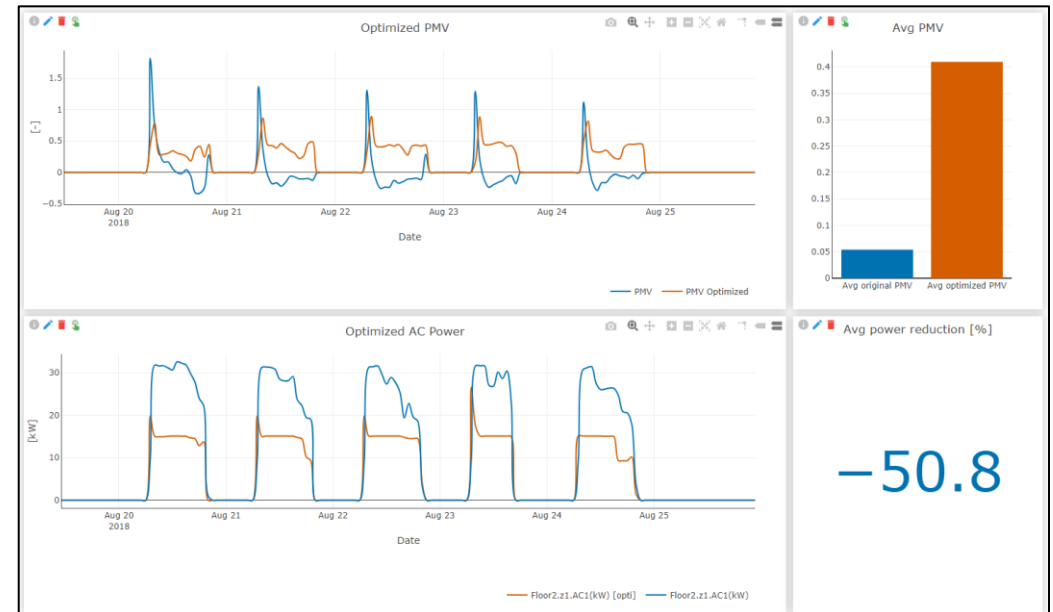 Optimized PMV
1.5
1
0.5
0
−0.5
[-]
Aug 20
2018
Aug 21
Aug 22
Aug 23
Aug 24
Aug 25
Date
PMV
PMV Optimized
Avg PMV
0.4
0.35
0.3
0.25
0.2
0.15
0.1
0.05
0
Avg original PMV
Avg optimized PMV
Optimized AC Power
30
20
10
0
[kW]
Aug 20
2018
Aug 21
Aug 22
Aug 23
Aug 24
Aug 25
Date
Floor2.z1.AC1(kW) [opti]
Floor2.z1.AC1(kW)
Avg power reduction [%]
−50.8